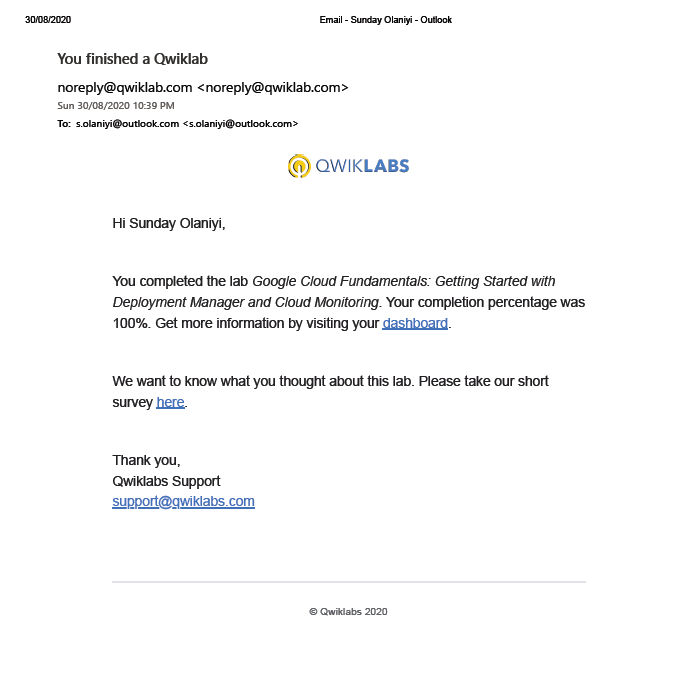 30/08/2020 Email - Sunday Olaniyi - Outlook
You finished a Qwiklab
noreply@qwiklab.com <noreply@qwiklab.com>
Sun 30/08/2020 10:39 PM
To: s.olaniyi@outlook.com <s.olaniyi@outlook.com>
QWIKLABS
Hi Sunday Olaniyi,
You completed the lab Google Cloud Fundamentals: Getting Started with
Deployment Manager and Cloud Monitoring. Your completion percentage was
100%. Get more information by visiting your dashboard.
We want to know what you thought about this lab. Please take our short
survey here.
Thank you,
Qwiklabs Support
support@qwiklabs.com
© Qwiklabs 2020